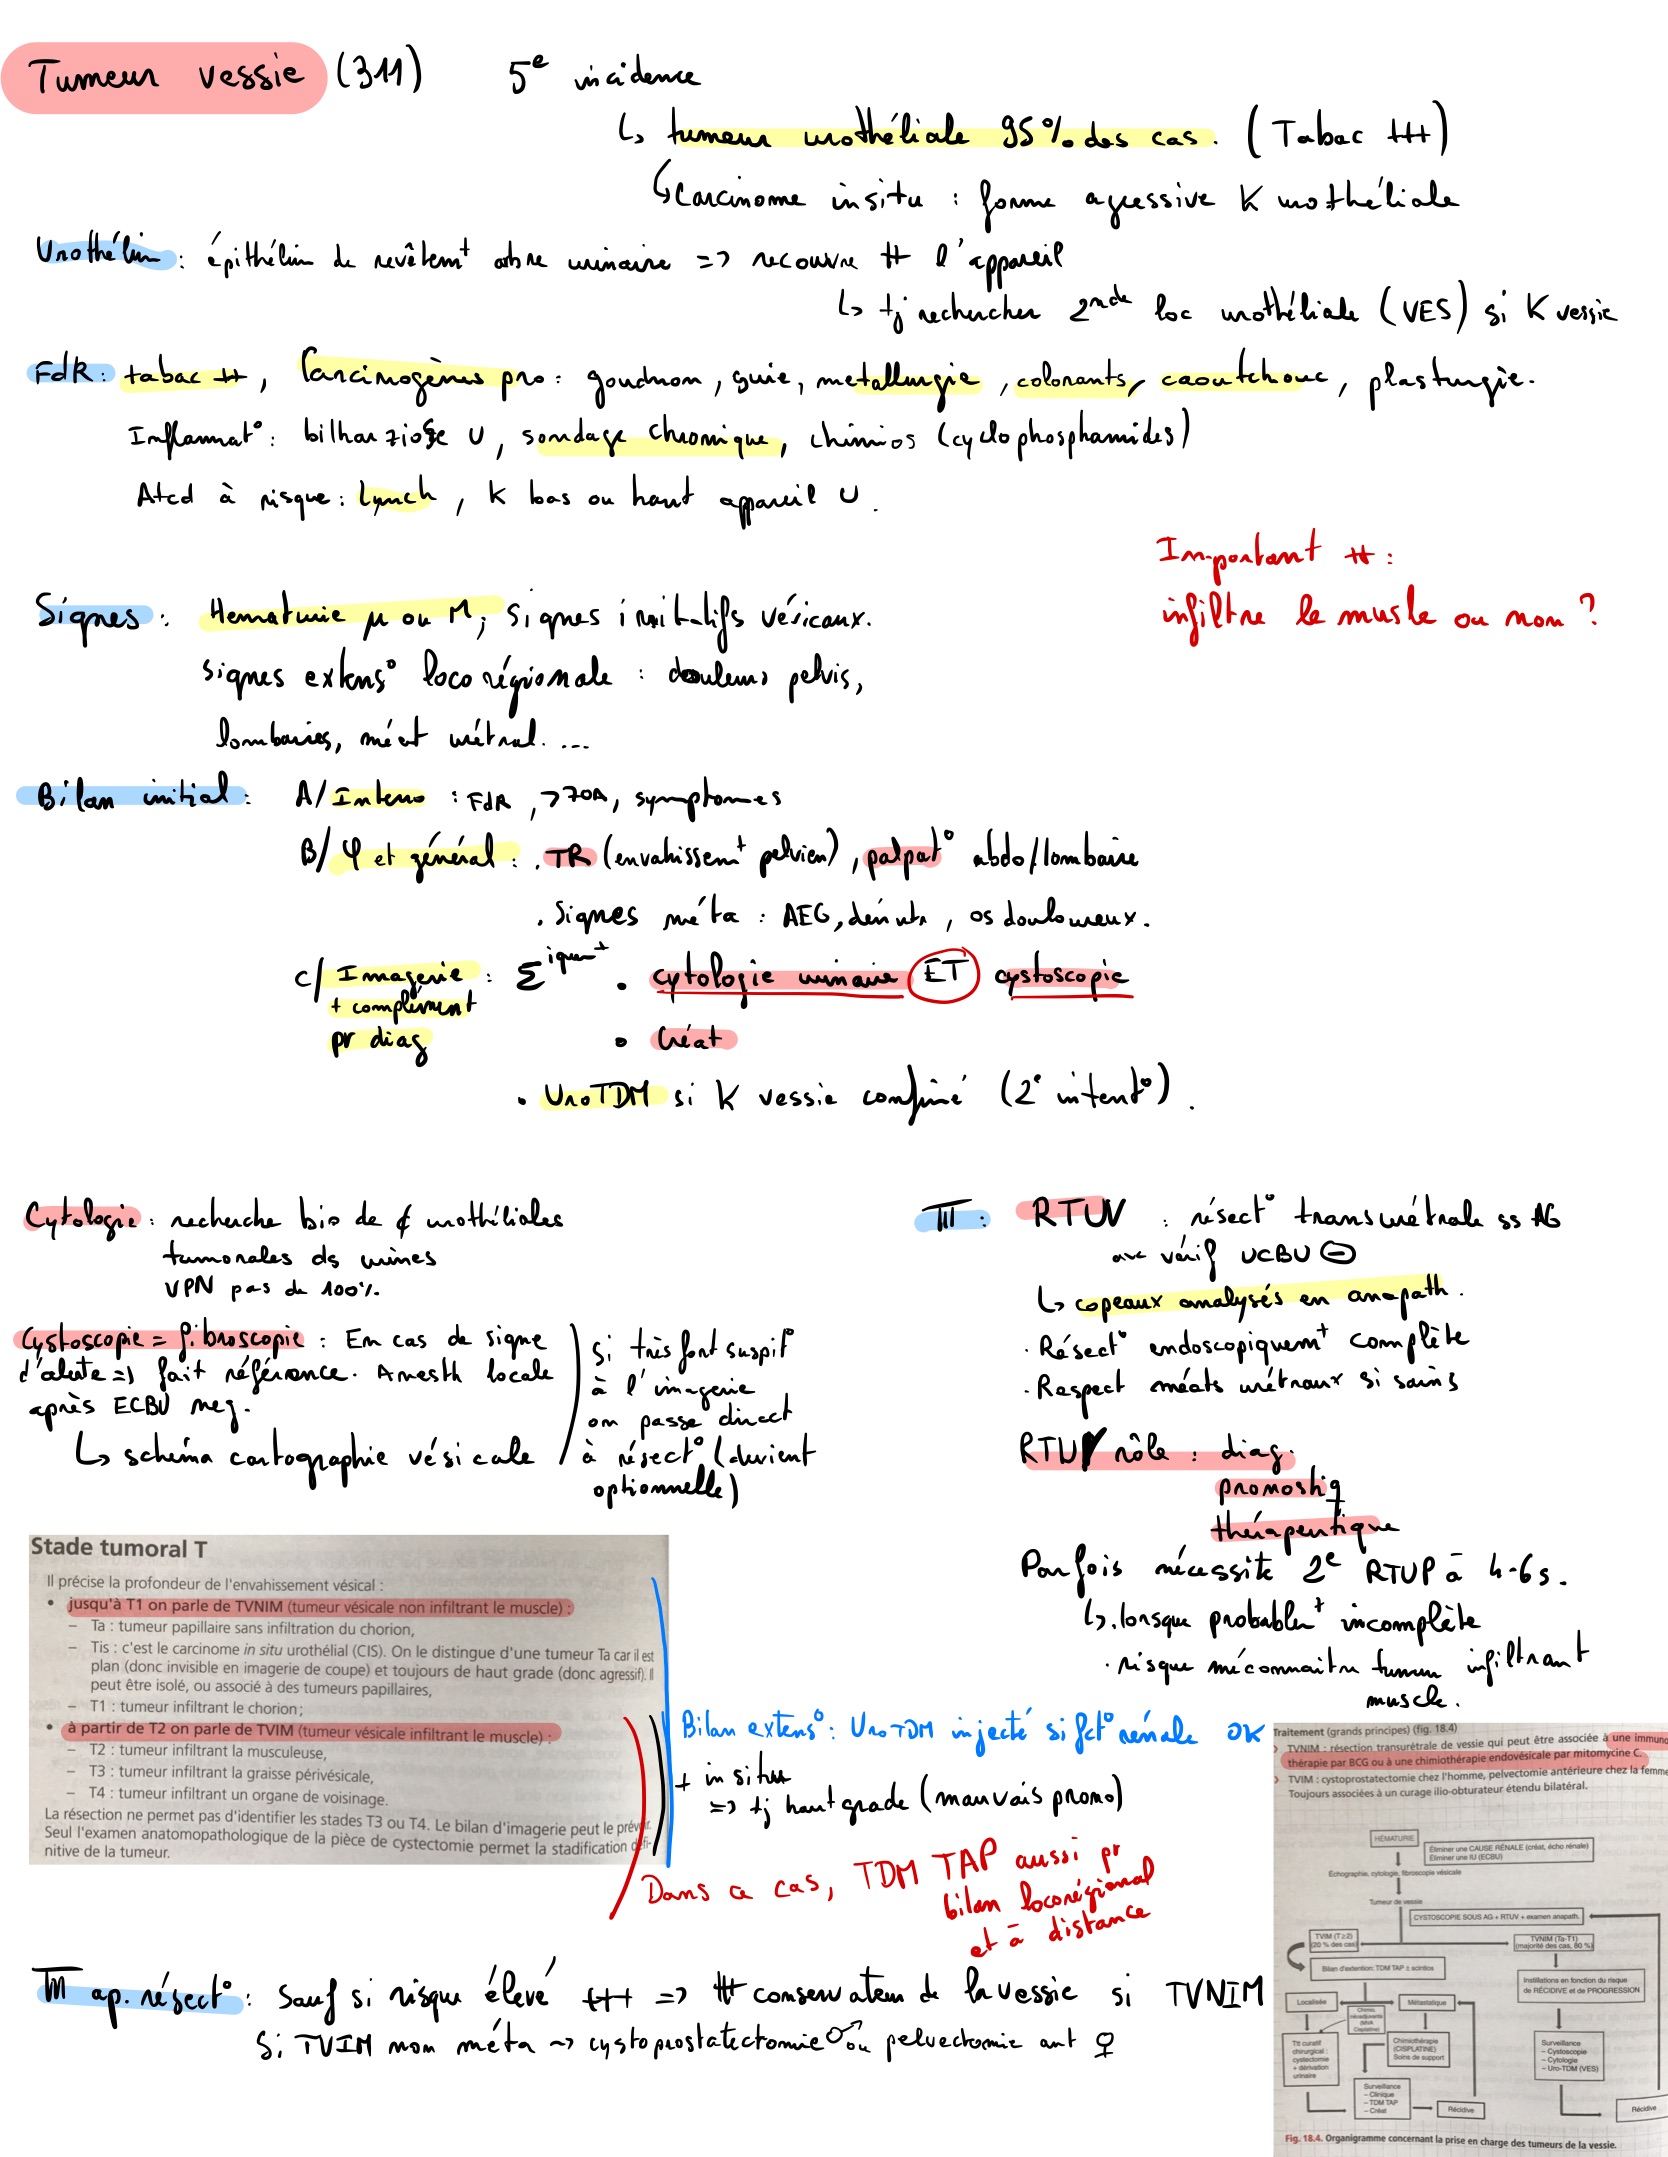 Tumeur vessie (311) 5e incidence
↳ tumeur urothéliale 95% des cas. (Tabac +++)
↳ Carcinome in situ : forme agressive K urothéliale
Urothélium : épithélium de revêtemt arbre urinaire => recouvre tt l'appareil
↳ tj rechercher 2nde loc urothéliale (VES) si K vessie
FdR : tabac ++, Carcinogènes pro : goudron, suie, metallurgie, colorants, caoutchouc, plasturgie.
Inflammat° : bilharziose U, sondage chronique, chimios (cyclophosphamides)
Atcd à risque : Lynch, K bas ou haut appareil U.
Important ++ :
infiltre le muscle ou non ?
Signes : Hematurie µ ou M, signes irritatifs vésicaux.
signes extens° locorégionale : douleurs pelvis,
lombaires, méat urétral. ...
Bilan initial : A/ Interro : FdR, >70A, symptomes
B/ φ et général : . TR (envahissemt pelvien), palpat° abdo/lombaire
. Signes méta : AEG, dénutr, os douloureux.
C/ Imagerie : Σiquemt • cytologie urinaire ET cystoscopie
+ complément
pr diag • Créat
• UroTDM si K vessie confirmé (2e intent°).
Cytologie : recherche bio de ¢ urothéliales
tumorales ds urines
VPN pas de 100%.
Cystoscopie = fibroscopie : En cas de signe
d'alerte => fait référence. Anesth locale
après ECBU neg.
↳ schéma cartographie vésicale
si très fort suspi°
à l'imagerie
on passe direct
à résect° (devient
optionnelle)
TTT : RTUV : résect° transurétrale ss AG
avec vérif UCBU ⊖
↳ copeaux analysés en anapath.
. Résect° endoscopiquemt complète
. Respect méats urétraux si sains
RTUV rôle : diag.
pronostiq
thérapeutique
Parfois nécessite 2e RTUP à 4-6s.
↳ . lorsque probablemt incomplète
. risque méconnaitre tumeur infiltrant
muscle.
Stade tumoral T
Il précise la profondeur de l'envahissement vésical :
• jusqu'à T1 on parle de TVNIM (tumeur vésicale non infiltrant le muscle) :
– Ta : tumeur papillaire sans infiltration du chorion,
– Tis : c'est le carcinome in situ urothélial (CIS). On le distingue d'une tumeur Ta car il est
plan (donc invisible en imagerie de coupe) et toujours de haut grade (donc agressif). Il
peut être isolé, ou associé à des tumeurs papillaires,
– T1 : tumeur infiltrant le chorion ;
• à partir de T2 on parle de TVIM (tumeur vésicale infiltrant le muscle) :
– T2 : tumeur infiltrant la musculeuse,
– T3 : tumeur infiltrant la graisse périvésicale,
– T4 : tumeur infiltrant un organe de voisinage.
La résection ne permet pas d'identifier les stades T3 ou T4. Le bilan d'imagerie peut le prévoir.
Seul l'examen anatomopathologique de la pièce de cystectomie permet la stadification défi-
nitive de la tumeur.
Bilan extens° : UroTDM injecté si fct° rénale OK
+ in situ
=> tj haut grade (mauvais prono)
Dans ce cas, TDM TAP aussi pr
bilan locorégional
et à distance
Traitement (grands principes) (fig. 18.4)
TVNIM : résection transurétrale de vessie qui peut être associée à une immuno
thérapie par BCG ou à une chimiothérapie endovésicale par mitomycine C.
TVIM : cystoprostatectomie chez l'homme, pelvectomie antérieure chez la femme
Toujours associées à un curage ilio-obturateur étendu bilatéral.
HÉMATURIE
Éliminer une CAUSE RÉNALE (créat, écho rénale)
Éliminer une IU (ECBU)
Échographie, cytologie, fibroscopie vésicale
Tumeur de vessie
CYSTOSCOPIE SOUS AG + RTUV + examen anapath.
TVIM (T≥2)
(20 % des cas)
TVNIM (Ta-T1)
(majorité des cas, 80 %)
Bilan d'extention: TDM TAP ± scintios
Instillations en fonction du risque
de RÉCIDIVE et de PROGRESSION
Localisée
Chimio.
néoadjuvante
(MVA
Cisplatine)
Métastatique
Ttt curatif
chirurgical :
cystectomie
+ dérivation
urinaire
Chimiothérapie
(CISPLATINE)
Soins de support
Surveillance
– Cystoscopie
– Cytologie
– Uro-TDM (VES)
Surveillance
– Clinique
– TDM TAP
– Créat
Récidive
Récidive
Fig. 18.4. Organigramme concernant la prise en charge des tumeurs de la vessie.
TTT ap. résect° : Sauf si risque élevé +++ => ttt conservateur de la vessie si TVNIM
Si TVIM non méta ~> cystoprostatectomie ♂ ou pelvectomie ant ♀